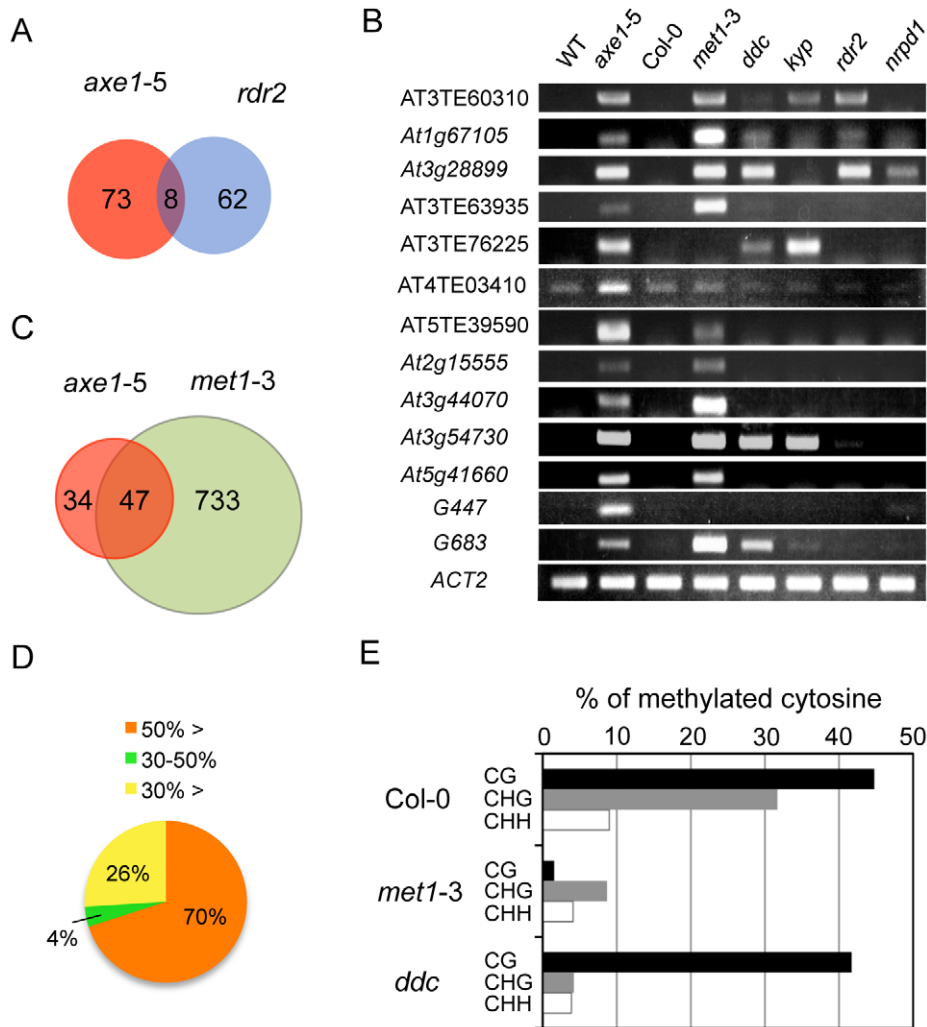 A
axe1-5
rdr2
73
8
62
B
WT
axe1-5
Col-0
met1-3
ddc
kyp
rdr2
nrpd1
AT3TE60310
At1g67105
At3g28899
AT3TE63935
AT3TE76225
AT4TE03410
AT5TE39590
At2g15555
At3g44070
At3g54730
At5g41660
G447
G683
ACT2
C
axe1-5
met1-3
34
47
733
D
50% >
30-50%
30% >
26%
70%
4%
E
% of methylated cytosine
0 10 20 30 40 50
Col-0
CG
CHG
CHH
met1-3
CG
CHG
CHH
ddc
CG
CHG
CHH